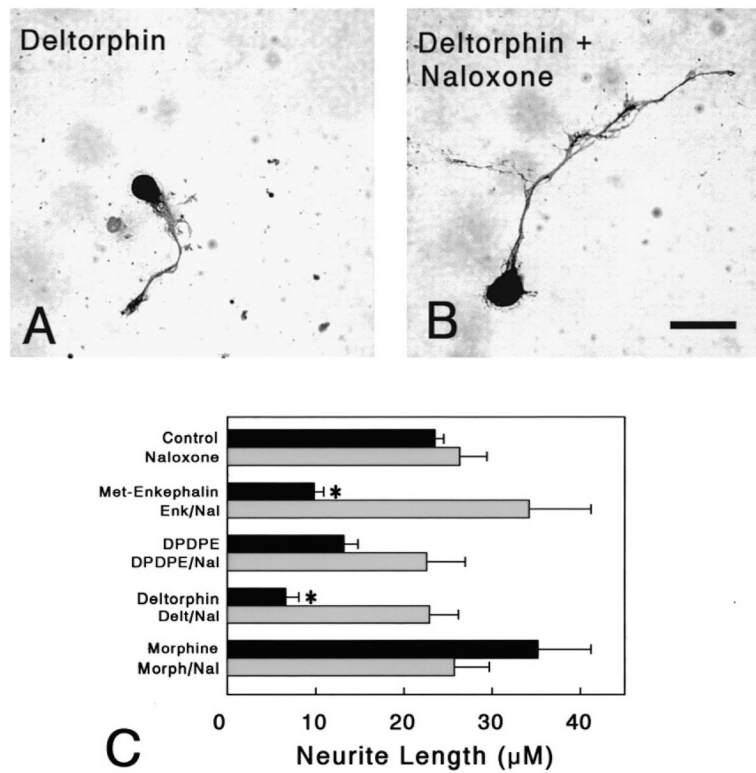 Deltorphin
A
Deltorphin +
Naloxone
B
Control
Naloxone
Met-Enkephalin
Enk/Nal
DPDPE
DPDPE/Nal
Deltorphin
Delt/Nal
Morphine
Morph/Nal
*
*
0 10 20 30 40
Neurite Length (µM)
C